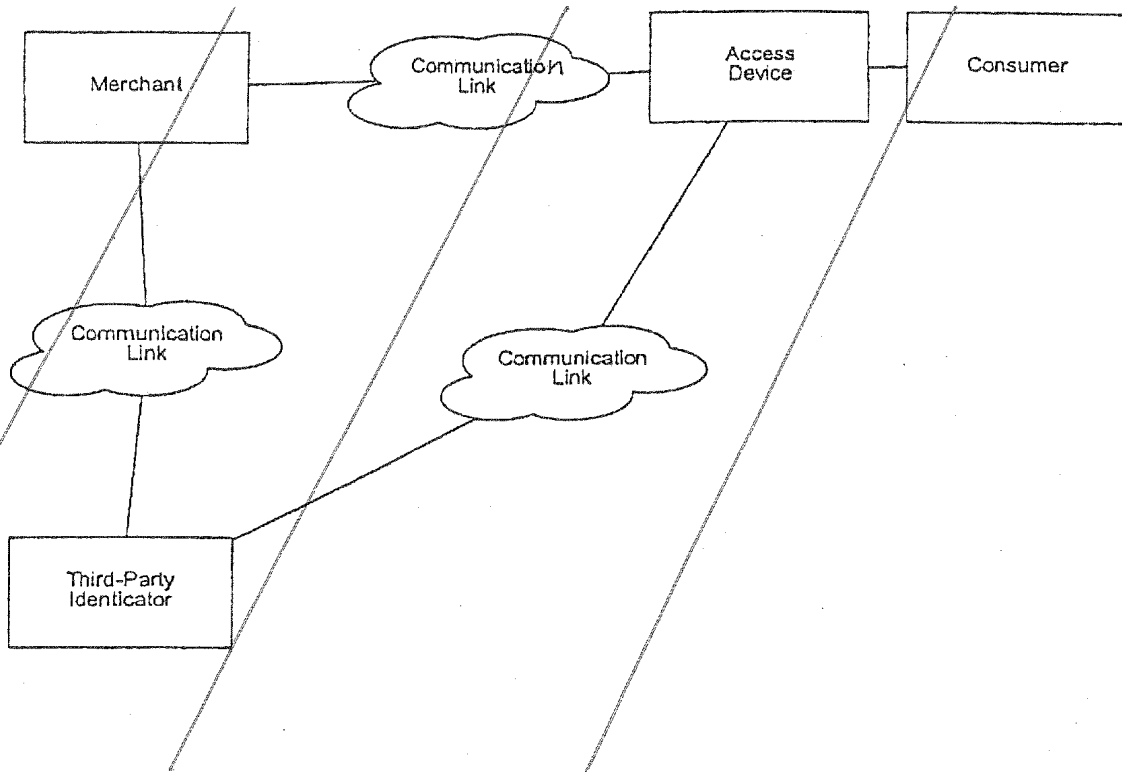 Merchant
Communication
Link
Access
Device
Consumer
Communication
Link
Communication
Link
Third-Party
Identicator